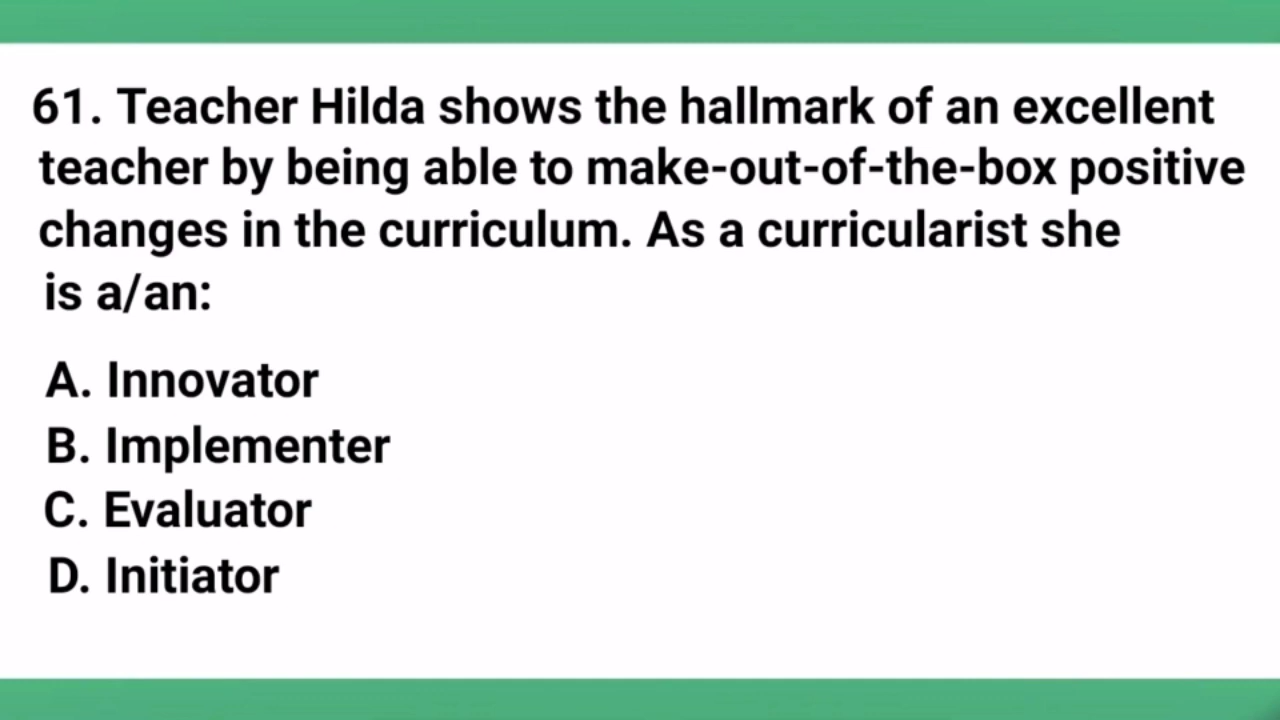 61. Teacher Hilda shows the hallmark of an excellent
teacher by being able to make-out-of-the-box positive
changes in the curriculum. As a curricularist she
is a/an:
A. Innovator
B. Implementer
C. Evaluator
D. Initiator